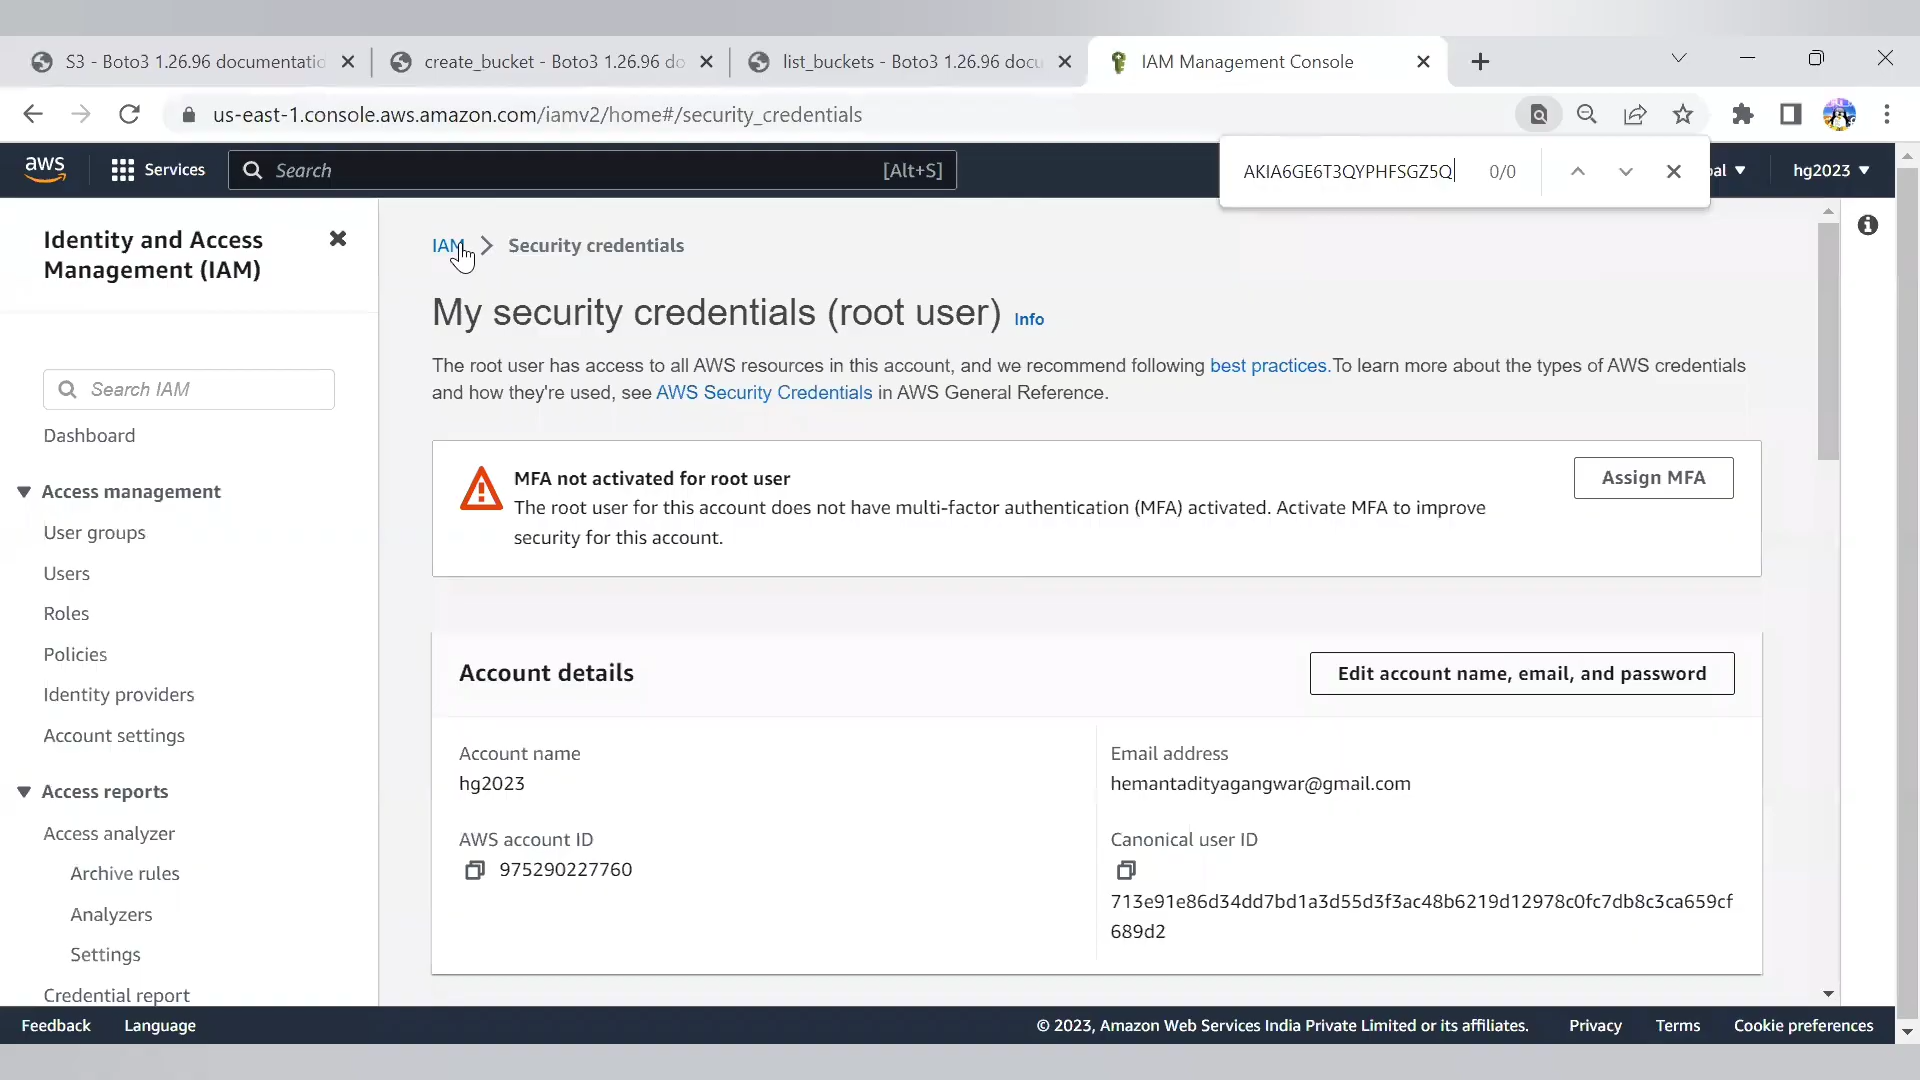 S3 - Boto3 1.26.96 documentatio
create_bucket - Boto3 1.26.96 do
list_buckets - Boto3 1.26.96 docu
IAM Management Console
us-east-1.console.aws.amazon.com/iamv2/home#/security_credentials
AKIA6GE6T3QYPHFSGZ5Q
0/0
aws
Services
Search
[Alt+S]
hg2023
Identity and Access
Management (IAM)
Search IAM
Dashboard
Access management
User groups
Users
Roles
Policies
Identity providers
Account settings
Access reports
Access analyzer
Archive rules
Analyzers
Settings
Credential report
IAM
Security credentials
My security credentials (root user) Info
The root user has access to all AWS resources in this account, and we recommend following best practices.To learn more about the types of AWS credentials
and how they're used, see AWS Security Credentials in AWS General Reference.
MFA not activated for root user
The root user for this account does not have multi-factor authentication (MFA) activated. Activate MFA to improve
security for this account.
Assign MFA
Account details
Edit account name, email, and password
Account name
hg2023
Email address
hemantadityagangwar@gmail.com
AWS account ID
975290227760
Canonical user ID
713e91e86d34dd7bd1a3d55d3f3ac48b6219d12978c0fc7db8c3ca659cf
689d2
Feedback
Language
© 2023, Amazon Web Services India Private Limited or its affiliates.
Privacy
Terms
Cookie preferences